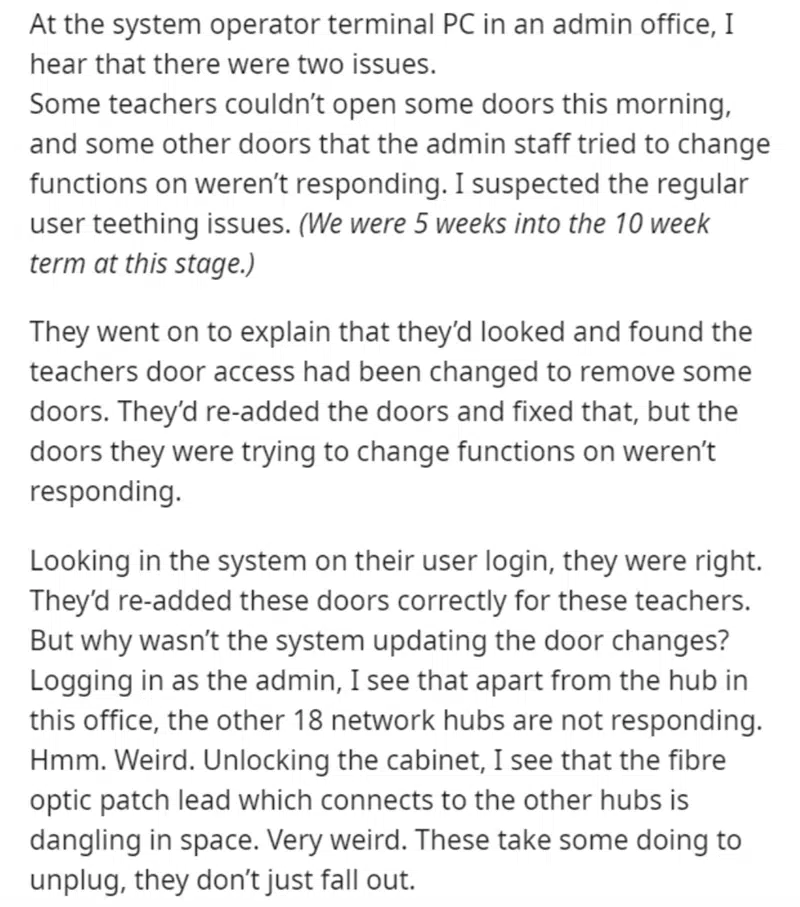 At the system operator terminal PC in an admin office, I
hear that there were two issues.
Some teachers couldn’t open some doors this morning,
and some other doors that the admin staff tried to change
functions on weren’t responding. I suspected the regular
user teething issues. (We were 5 weeks into the 10 week
term at this stage.)
They went on to explain that they’d looked and found the
teachers door access had been changed to remove some
doors. They’d re-added the doors and fixed that, but the
doors they were trying to change functions on weren’t
responding.
Looking in the system on their user login, they were right.
They’d re-added these doors correctly for these teachers.
But why wasn’t the system updating the door changes?
Logging in as the admin, I see that apart from the hub in
this office, the other 18 network hubs are not responding.
Hmm. Weird. Unlocking the cabinet, I see that the fibre
optic patch lead which connects to the other hubs is
dangling in space. Very weird. These take some doing to
unplug, they don’t just fall out.